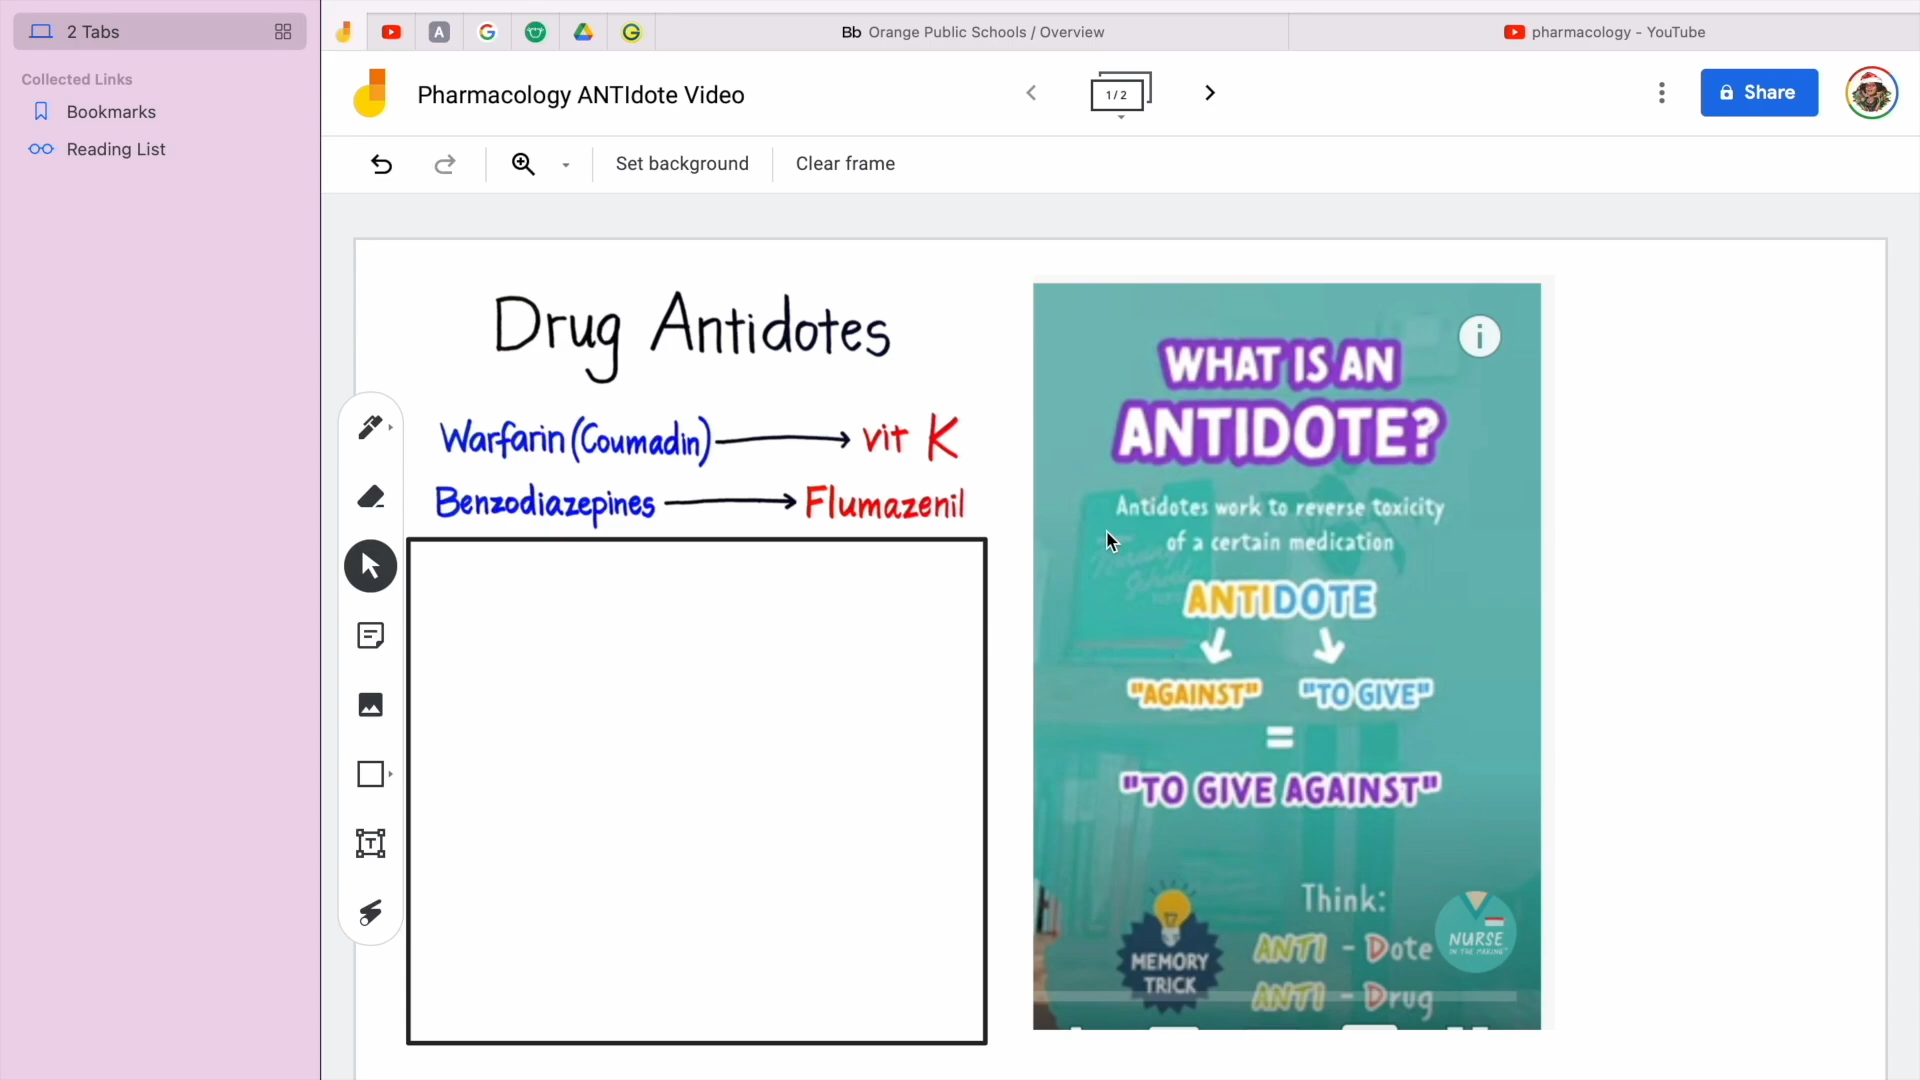 2 Tabs
Collected Links
Bookmarks
Reading List
A
G
G
Bb Orange Public Schools / Overview
pharmacology - YouTube
Pharmacology ANTIdote Video
1/2
Share
Set background
Clear frame
Drug Antidotes
Warfarin (Coumadin) → vit K
Benzodiazepines → Flumazenil
T
i
WHAT IS AN
ANTIDOTE?
Antidotes work to reverse toxicity
of a certain medication
ANTIDOTE
"AGAINST" "TO GIVE"
=
"TO GIVE AGAINST"
MEMORY
TRICK
Think:
ANTI - Dote
ANTI - Drug
NURSE
IN THE MAKING